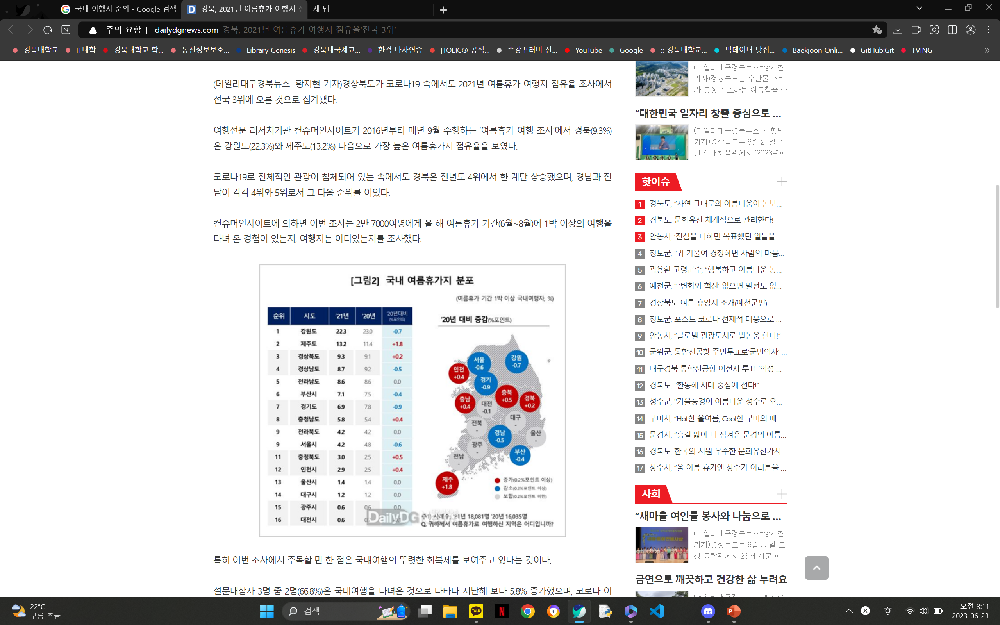 국내 여행지 순위 - Google 검색
경북, 2021년 여름휴가 여행지
새 탭
주의 요함 | dailydgnews.com 경북, 2021년 여름휴가 여행지 점유율‘전국 3위’
경북대학교 IT대학 경북대학교 학... 통신정보보호... Library Genesis 경북대국제교... 한컴 타자연습 [TOEIC® 공식... 수강꾸러미 신... YouTube Google :: 경북대학교... 빅데이터 맛집... Baekjoon Onli... GitHub:Git TVING
(데일리대구경북뉴스=황지현 기자)경상북도가 코로나19 속에서도 2021년 여름휴가 여행지 점유율 조사에서
전국 3위에 오른 것으로 집계됐다.
여행전문 리서치기관 컨슈머인사이트가 2016년부터 매년 9월 수행하는 ‘여름휴가 여행 조사’에서 경북(9.3%)
은 강원도(22.3%)와 제주도(13.2%) 다음으로 가장 높은 여름휴가지 점유율을 보였다.
코로나19로 전체적인 관광이 침체되어 있는 속에서도 경북은 전년도 4위에서 한 계단 상승했으며, 경남과 전
남이 각각 4위와 5위로서 그 다음 순위를 이었다.
컨슈머인사이트에 의하면 이번 조사는 2만 7000여명에게 올 해 여름휴가 기간(6월~8월)에 1박 이상의 여행을
다녀 온 경험이 있는지, 여행지는 어디였는지를 조사했다.
[그림2] 국내 여름휴가지 분포
(여름휴가 기간 1박 이상 국내여행자, %)
순위 시도 ’21년 ’20년 ’20년대비
(%포인트)
1 강원도 22.3 23.0 -0.7
2 제주도 13.2 11.4 +1.8
3 경상북도 9.3 9.1 +0.2
4 경상남도 8.7 9.2 -0.5
5 전라남도 8.6 8.6 0.0
6 부산시 7.1 7.5 -0.4
7 경기도 6.9 7.8 -0.9
8 충청남도 5.8 5.4 +0.4
9 전라북도 4.2 4.2 0.0
9 서울시 4.2 4.8 -0.6
11 충청북도 3.0 2.5 +0.5
12 인천시 2.9 2.5 +0.4
13 울산시 1.4 1.4 0.0
14 대구시 1.2 1.2 0.0
15 광주시 0.6 0.6 0.0
16 대전시 0.6
DailyDG
’20년 대비 증감(%포인트)
서울
-0.6
강원
-0.7
인천
+0.4
경기
-0.9
충북
+0.5
경북
+0.2
충남
+0.4
대전
-0.1
대구
-
전북
-
경남
-0.5
울산
-
광주
-
부산
-0.4
전남
-
제주
+1.8
증가(0.2%포인트 이상)
감소(0.2%포인트 이상)
보합(0.2%포인트 미만)
주1) 사례수, ’21년 18,081명 ’20년 16,035명
Q. 귀하께서 여름휴가로 여행하신 지역은 어디입니까?
특히 이번 조사에서 주목할 만 한 점은 국내여행의 뚜렷한 회복세를 보여주고 있다는 것이다.
설문대상자 3명 중 2명(66.8%)은 국내여행을 다녀온 것으로 나타나 지난해 보다 5.8% 증가했으며, 코로나 이
(데일리대구경북뉴스=황지현
기자)경상북도는 수산물 소비
가 통상 감소하는 여름철을 ...
“대한민국 일자리 창출 중심으로 ...
(데일리대구경북뉴스=김형만
기자)경상북도는 6월 21일 김
천 실내체육관에서 ‘2023년...
핫이슈
1 경북도, “자연 그대로의 아름다움이 돋보...
2 경북도, 문화유산 체계적으로 관리한다!
3 안동시, ‘진심을 다하면 목표했던 일들을 ...
4 청도군, “귀 기울여 경청하면 사람의 마음...
5 곽용환 고령군수, “행복하고 아름다운 동...
6 예천군, “ ‘변화와 혁신’ 없으면 발전도 없...
7 경상북도 여름 휴양지 소개(예천군편)
8 청도군, 포스트 코로나 선제적 대응으로 ...
9 안동시, “글로벌 관광도시로 발돋움 한다!”
10 군위군, 통합신공항 주민투표로‘군민의사’ ...
11 대구경북 통합신공항 이전지 투표 ‘의성 ...
12 경북도, “환동해 시대 중심에 선다!”
13 성주군, "가을풍경이 아름다운 성주로 오...
14 구미시, “Hot한 올여름, Cool한 구미의 매...
15 문경시, “흙길 밟아 더 정겨운 문경의 아름...
16 경북도, 한국의 서원 우수한 문화유산가치...
17 상주시, “올 여름 휴가엔 상주가 여러분을 ...
사회
“새마을 여인들 봉사와 나눔으로 ...
(데일리대구경북뉴스=황지현
기자)경상북도는 6월 22일 도
청 동락관에서 23개 시군 ...
금연으로 깨끗하고 건강한 삶 누려요
(데일리대구경북뉴스=황지현
22°C
구름 조금
검색
TALK
오전 3:11
2023-06-23